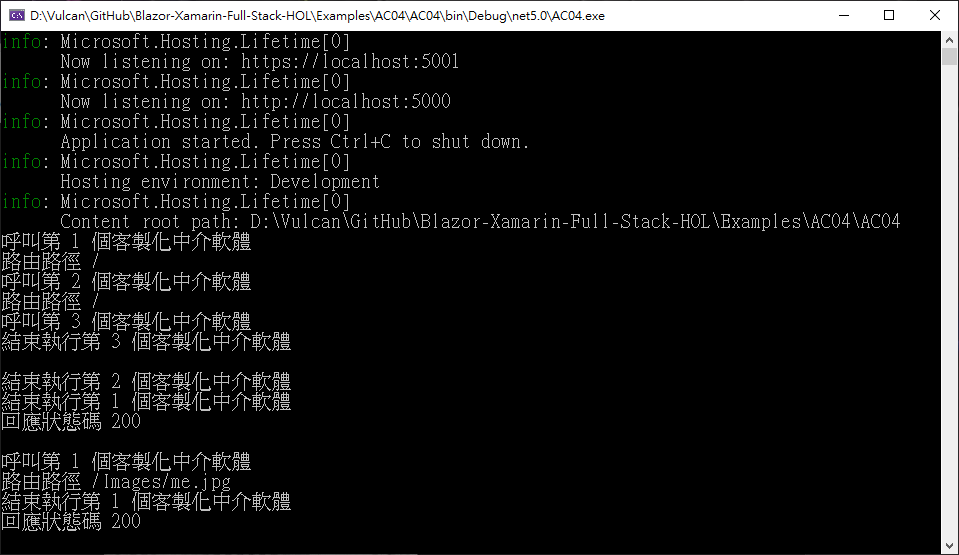 D:\Vulcan\GitHub\Blazor-Xamarin-Full-Stack-HOL\Examples\AC04\AC04\bin\Debug\net5.0\AC04.exe
info: Microsoft.Hosting.Lifetime[0]
      Now listening on: https://localhost:5001
info: Microsoft.Hosting.Lifetime[0]
      Now listening on: http://localhost:5000
info: Microsoft.Hosting.Lifetime[0]
      Application started. Press Ctrl+C to shut down.
info: Microsoft.Hosting.Lifetime[0]
      Hosting environment: Development
info: Microsoft.Hosting.Lifetime[0]
      Content root path: D:\Vulcan\GitHub\Blazor-Xamarin-Full-Stack-HOL\Examples\AC04\AC04
呼叫第 1 個客製化中介軟體
路由路徑 /
呼叫第 2 個客製化中介軟體
路由路徑 /
呼叫第 3 個客製化中介軟體
結束執行第 3 個客製化中介軟體

結束執行第 2 個客製化中介軟體
結束執行第 1 個客製化中介軟體
回應狀態碼 200

呼叫第 1 個客製化中介軟體
路由路徑 /Images/me.jpg
結束執行第 1 個客製化中介軟體
回應狀態碼 200